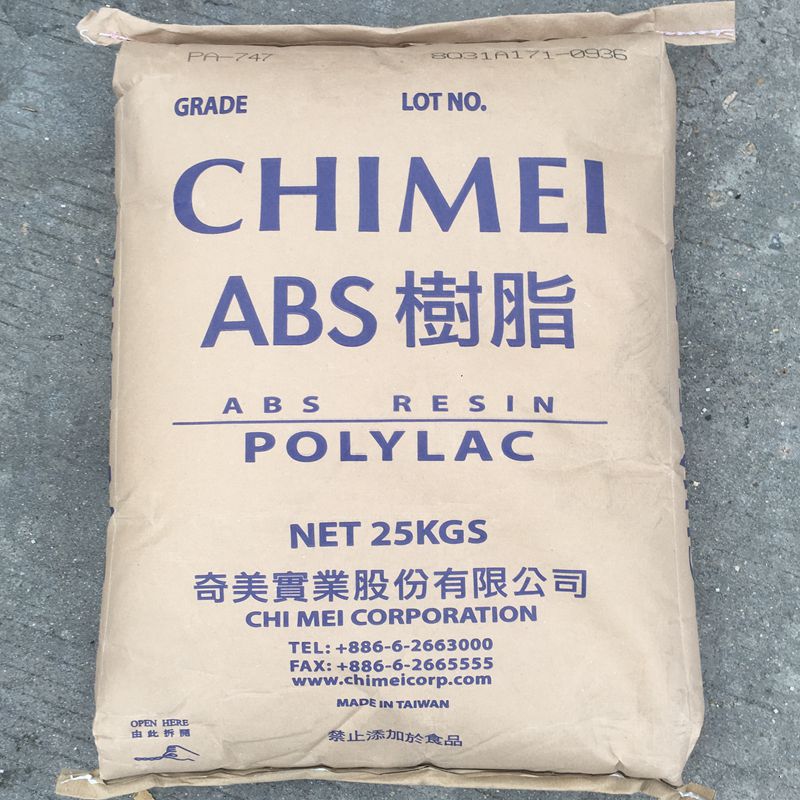 PA-747 8Q31A171-0936
GRADE LOT NO.
CHIMEI
ABS 樹脂
ABS RESIN
POLYLAC
NET 25KGS
奇美實業股份有限公司
CHI MEI CORPORATION
TEL: +886-6-2663000
FAX: +886-6-2665555
www.chimeicorp.com
MADE IN TAIWAN
OPEN HERE
由此拆開
禁止添加於食品